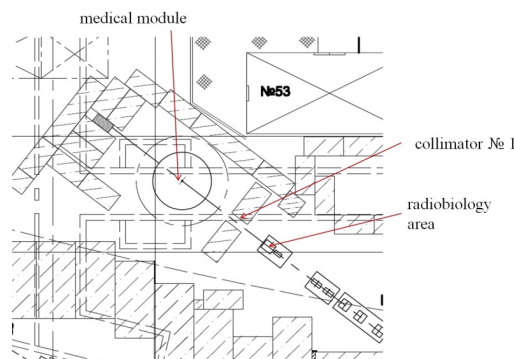 medical module
№53
collimator № 1
radiobiology
area